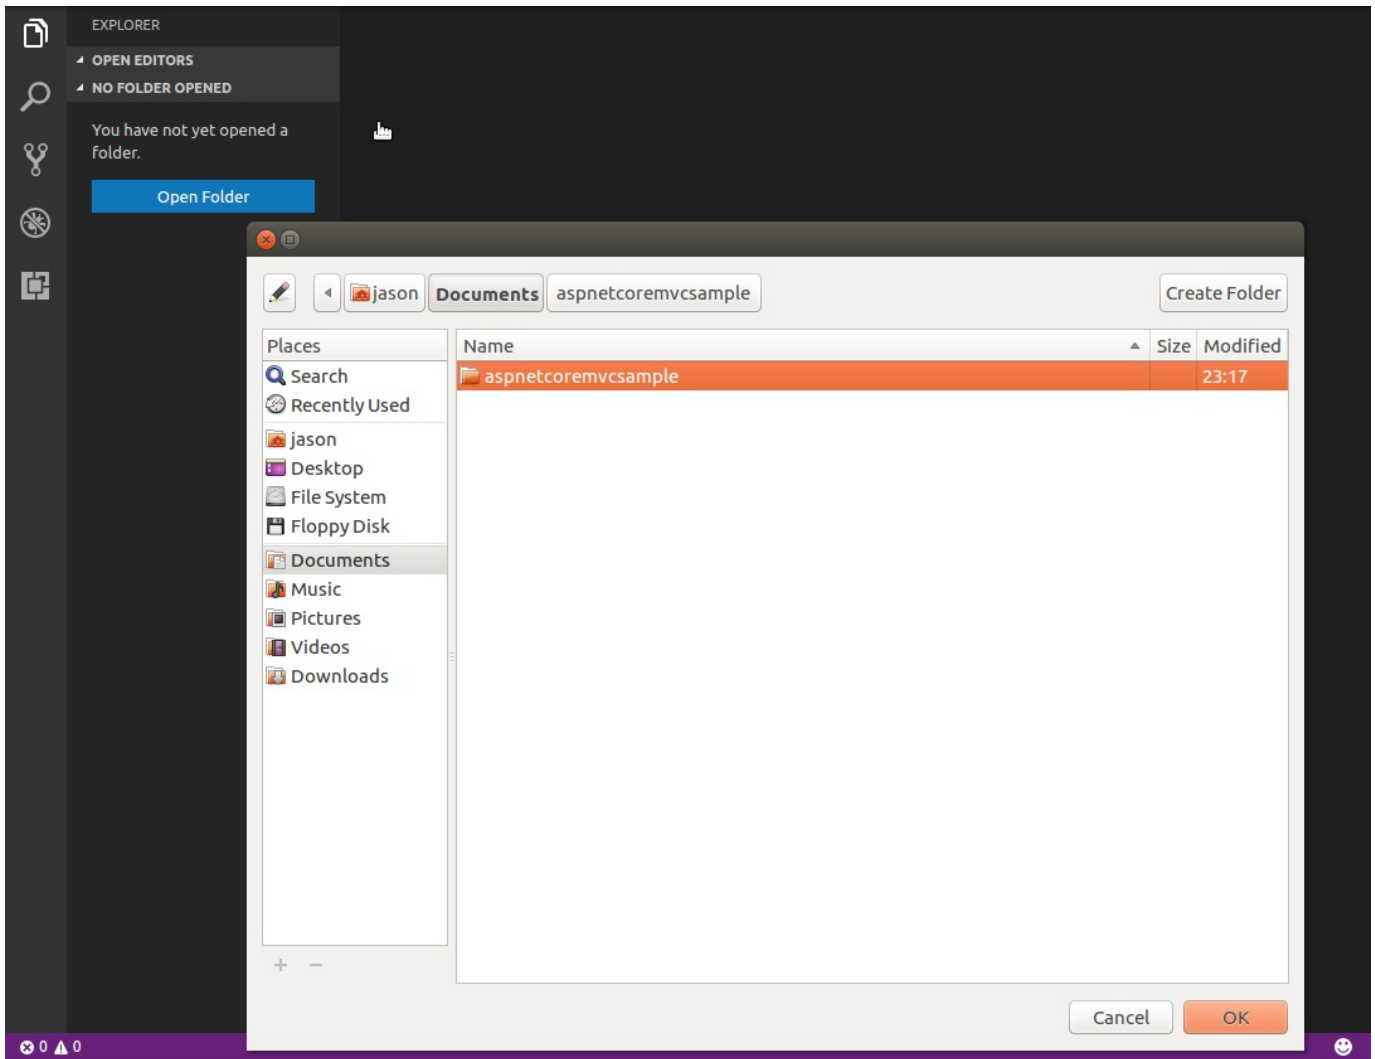 EXPLORER
OPEN EDITORS
NO FOLDER OPENED
You have not yet opened a
folder.
Open Folder
jason Documents aspnetcoremvcsample Create Folder
Places
Search
Recently Used
jason
Desktop
File System
Floppy Disk
Documents
Music
Pictures
Videos
Downloads
Name Size Modified
aspnetcoremvcsample 23:17
Cancel OK
0 0